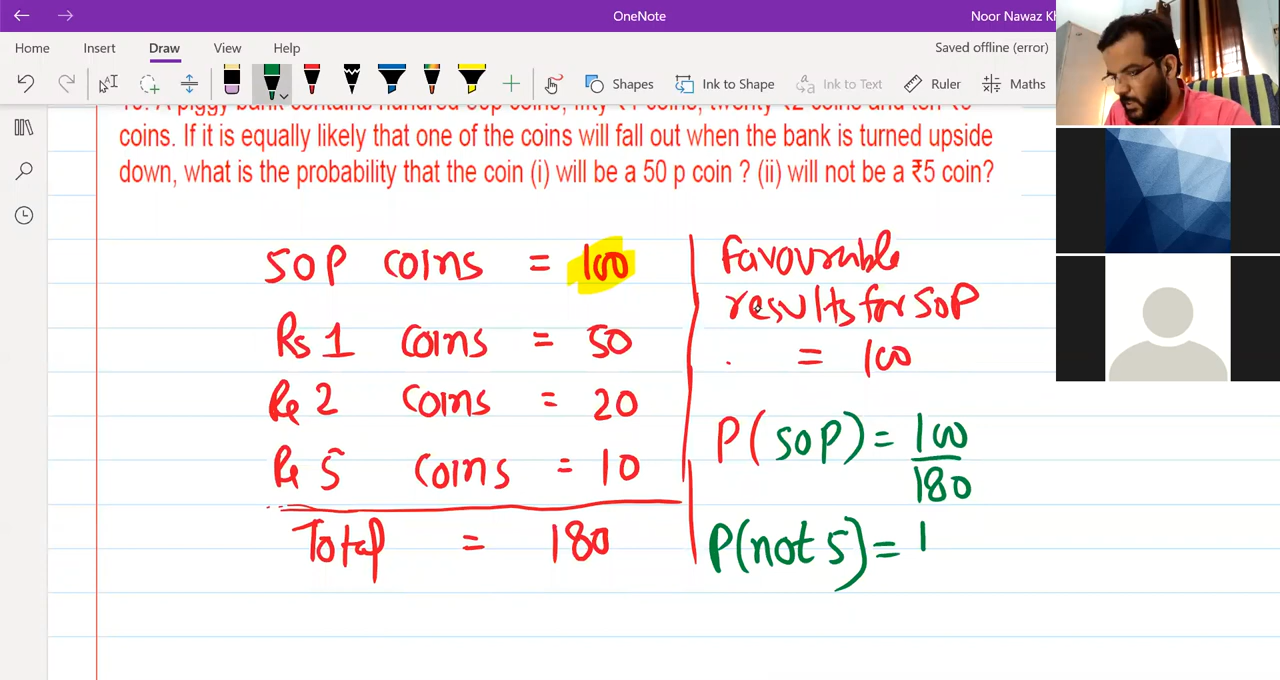 OneNote
Noor Nawaz Kh
Home Insert Draw View Help
Saved offline (error)
Shapes Ink to Shape Ink to Text Ruler Maths
coins. If it is equally likely that one of the coins will fall out when the bank is turned upside
down, what is the probability that the coin (i) will be a 50 p coin ? (ii) will not be a ₹5 coin?
50P coins = 100
Rs 1 coins = 50
Rs 2 coins = 20
Rs 5 coins = 10
Total = 180
favourable
results for 50P
= 100
P(50P) = 100
180
P(not 5) = 1